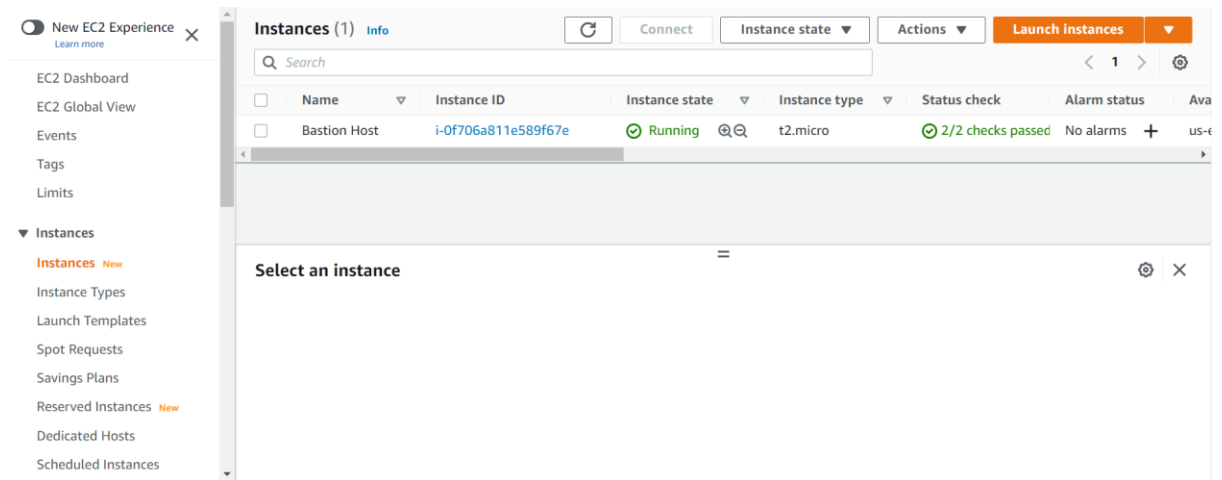 New EC2 Experience
Learn more
EC2 Dashboard
EC2 Global View
Events
Tags
Limits
Instances
Instances New
Instance Types
Launch Templates
Spot Requests
Savings Plans
Reserved Instances New
Dedicated Hosts
Scheduled Instances
Instances (1) Info
Connect
Instance state
Actions
Launch instances
Search
1
Name Instance ID Instance state Instance type Status check Alarm status Ava
Bastion Host i-0f706a811e589f67e Running t2.micro 2/2 checks passed No alarms + us-e
Select an instance